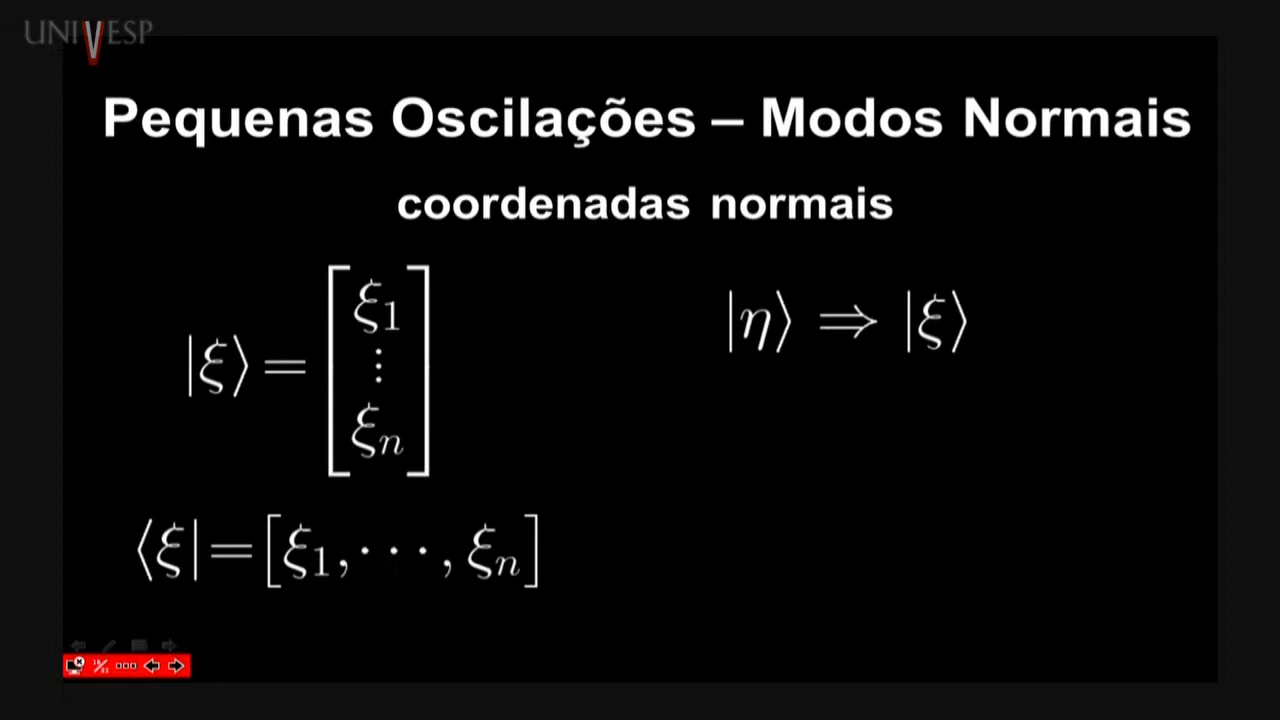 UNIVESP
Pequenas Oscilações – Modos Normais
coordenadas normais
|ξ⟩ = [ξ₁ ⋮ ξₙ]
|η⟩ ⇒ |ξ⟩
⟨ξ| = [ξ₁, ⋯, ξₙ]